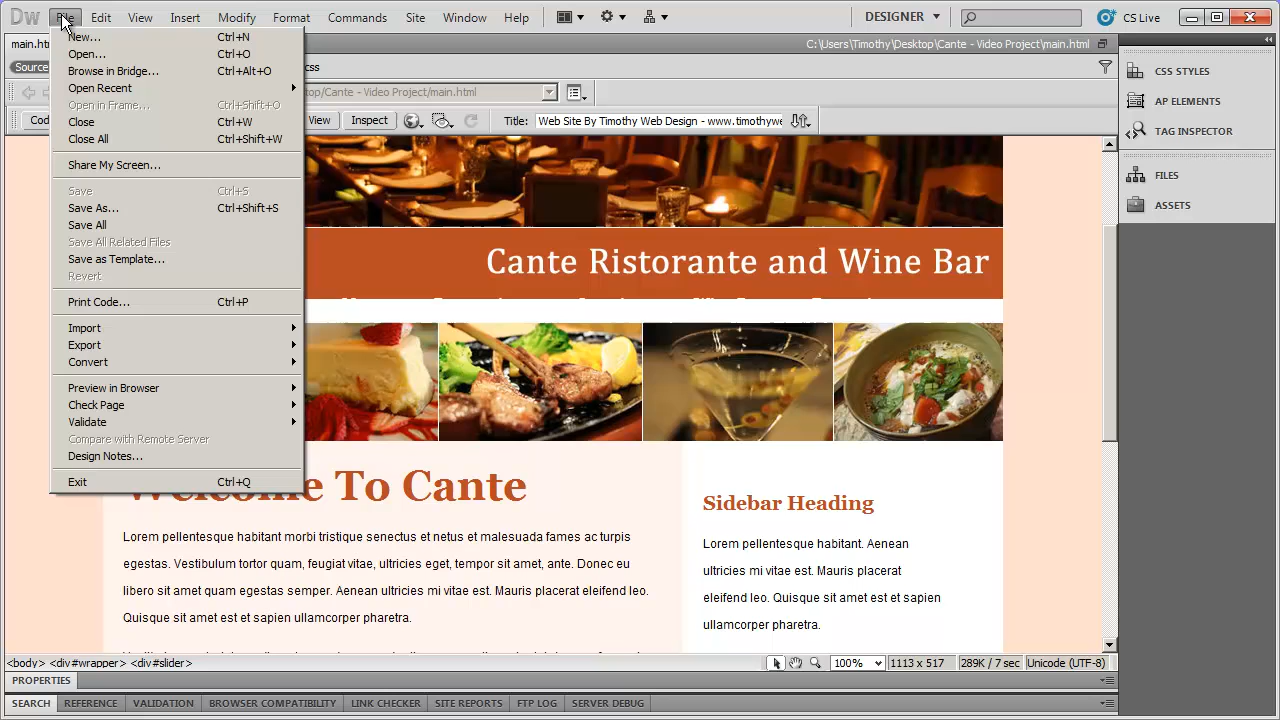 Dw File Edit View Insert Modify Format Commands Site Window Help DESIGNER CS Live
main.htm C:\Users\Timothy\Desktop\Cante - Video Project\main.html
Source css
top/Cante - Video Project/main.html
Cod View Inspect Title: Web Site By Timothy Web Design - www.timothywe
New... Ctrl+N
Open... Ctrl+O
Browse in Bridge... Ctrl+Alt+O
Open Recent
Open in Frame... Ctrl+Shift+O
Close Ctrl+W
Close All Ctrl+Shift+W
Share My Screen...
Save Ctrl+S
Save As... Ctrl+Shift+S
Save All
Save All Related Files
Save as Template...
Revert
Print Code... Ctrl+P
Import
Export
Convert
Preview in Browser
Check Page
Validate
Compare with Remote Server
Design Notes...
Exit Ctrl+Q
Cante Ristorante and Wine Bar
Welcome To Cante
Lorem pellentesque habitant morbi tristique senectus et netus et malesuada fames ac turpis
egestas. Vestibulum tortor quam, feugiat vitae, ultricies eget, tempor sit amet, ante. Donec eu
libero sit amet quam egestas semper. Aenean ultricies mi vitae est. Mauris placerat eleifend leo.
Quisque sit amet est et sapien ullamcorper pharetra.
Sidebar Heading
Lorem pellentesque habitant. Aenean
ultricies mi vitae est. Mauris placerat
eleifend leo. Quisque sit amet est et sapien
ullamcorper pharetra.
CSS STYLES
AP ELEMENTS
TAG INSPECTOR
FILES
ASSETS
<body> <div#wrapper> <div#slider> 100% 1113 x 517 289K / 7 sec Unicode (UTF-8)
PROPERTIES
SEARCH REFERENCE VALIDATION BROWSER COMPATIBILITY LINK CHECKER SITE REPORTS FTP LOG SERVER DEBUG